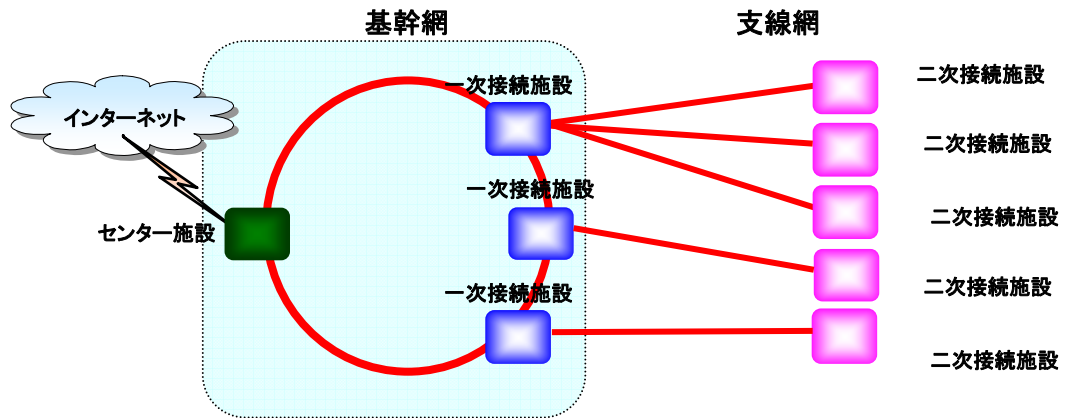 基幹網
支線網
一次接続施設
二次接続施設
インターネット
二次接続施設
一次接続施設
二次接続施設
センター施設
一次接続施設
二次接続施設
二次接続施設